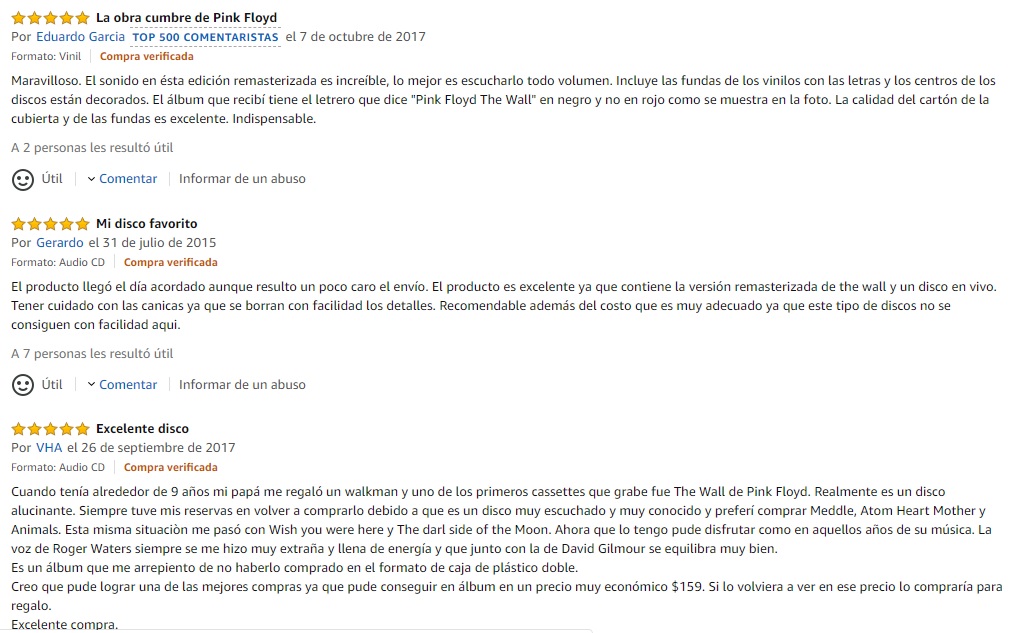 La obra cumbre de Pink Floyd
Por Eduardo Garcia TOP 500 COMENTARISTAS el 7 de octubre de 2017
Formato: Vinil Compra verificada
Maravilloso. El sonido en ésta edición remasterizada es increíble, lo mejor es escucharlo todo volumen. Incluye las fundas de los vinilos con las letras y los centros de los
discos están decorados. El álbum que recibí tiene el letrero que dice "Pink Floyd The Wall" en negro y no en rojo como se muestra en la foto. La calidad del cartón de la
cubierta y de las fundas es excelente. Indispensable.
A 2 personas les resultó útil
Útil Comentar Informar de un abuso
Mi disco favorito
Por Gerardo el 31 de julio de 2015
Formato: Audio CD Compra verificada
El producto llegó el día acordado aunque resulto un poco caro el envío. El producto es excelente ya que contiene la versión remasterizada de the wall y un disco en vivo.
Tener cuidado con las canicas ya que se borran con facilidad los detalles. Recomendable además del costo que es muy adecuado ya que este tipo de discos no se
consiguen con facilidad aqui.
A 7 personas les resultó útil
Útil Comentar Informar de un abuso
Excelente disco
Por VHA el 26 de septiembre de 2017
Formato: Audio CD Compra verificada
Cuando tenía alrededor de 9 años mi papá me regaló un walkman y uno de los primeros cassettes que grabe fue The Wall de Pink Floyd. Realmente es un disco
alucinante. Siempre tuve mis reservas en volver a comprarlo debido a que es un disco muy escuchado y muy conocido y preferí comprar Meddle, Atom Heart Mother y
Animals. Esta misma situaciòn me pasó con Wish you were here y The darl side of the Moon. Ahora que lo tengo pude disfrutar como en aquellos años de su música. La
voz de Roger Waters siempre se me hizo muy extraña y llena de energía y que junto con la de David Gilmour se equilibra muy bien.
Es un álbum que me arrepiento de no haberlo comprado en el formato de caja de plástico doble.
Creo que pude lograr una de las mejores compras ya que pude conseguir en álbum en un precio muy económico $159. Si lo volviera a ver en ese precio lo compraría para
regalo.
Excelente compra.